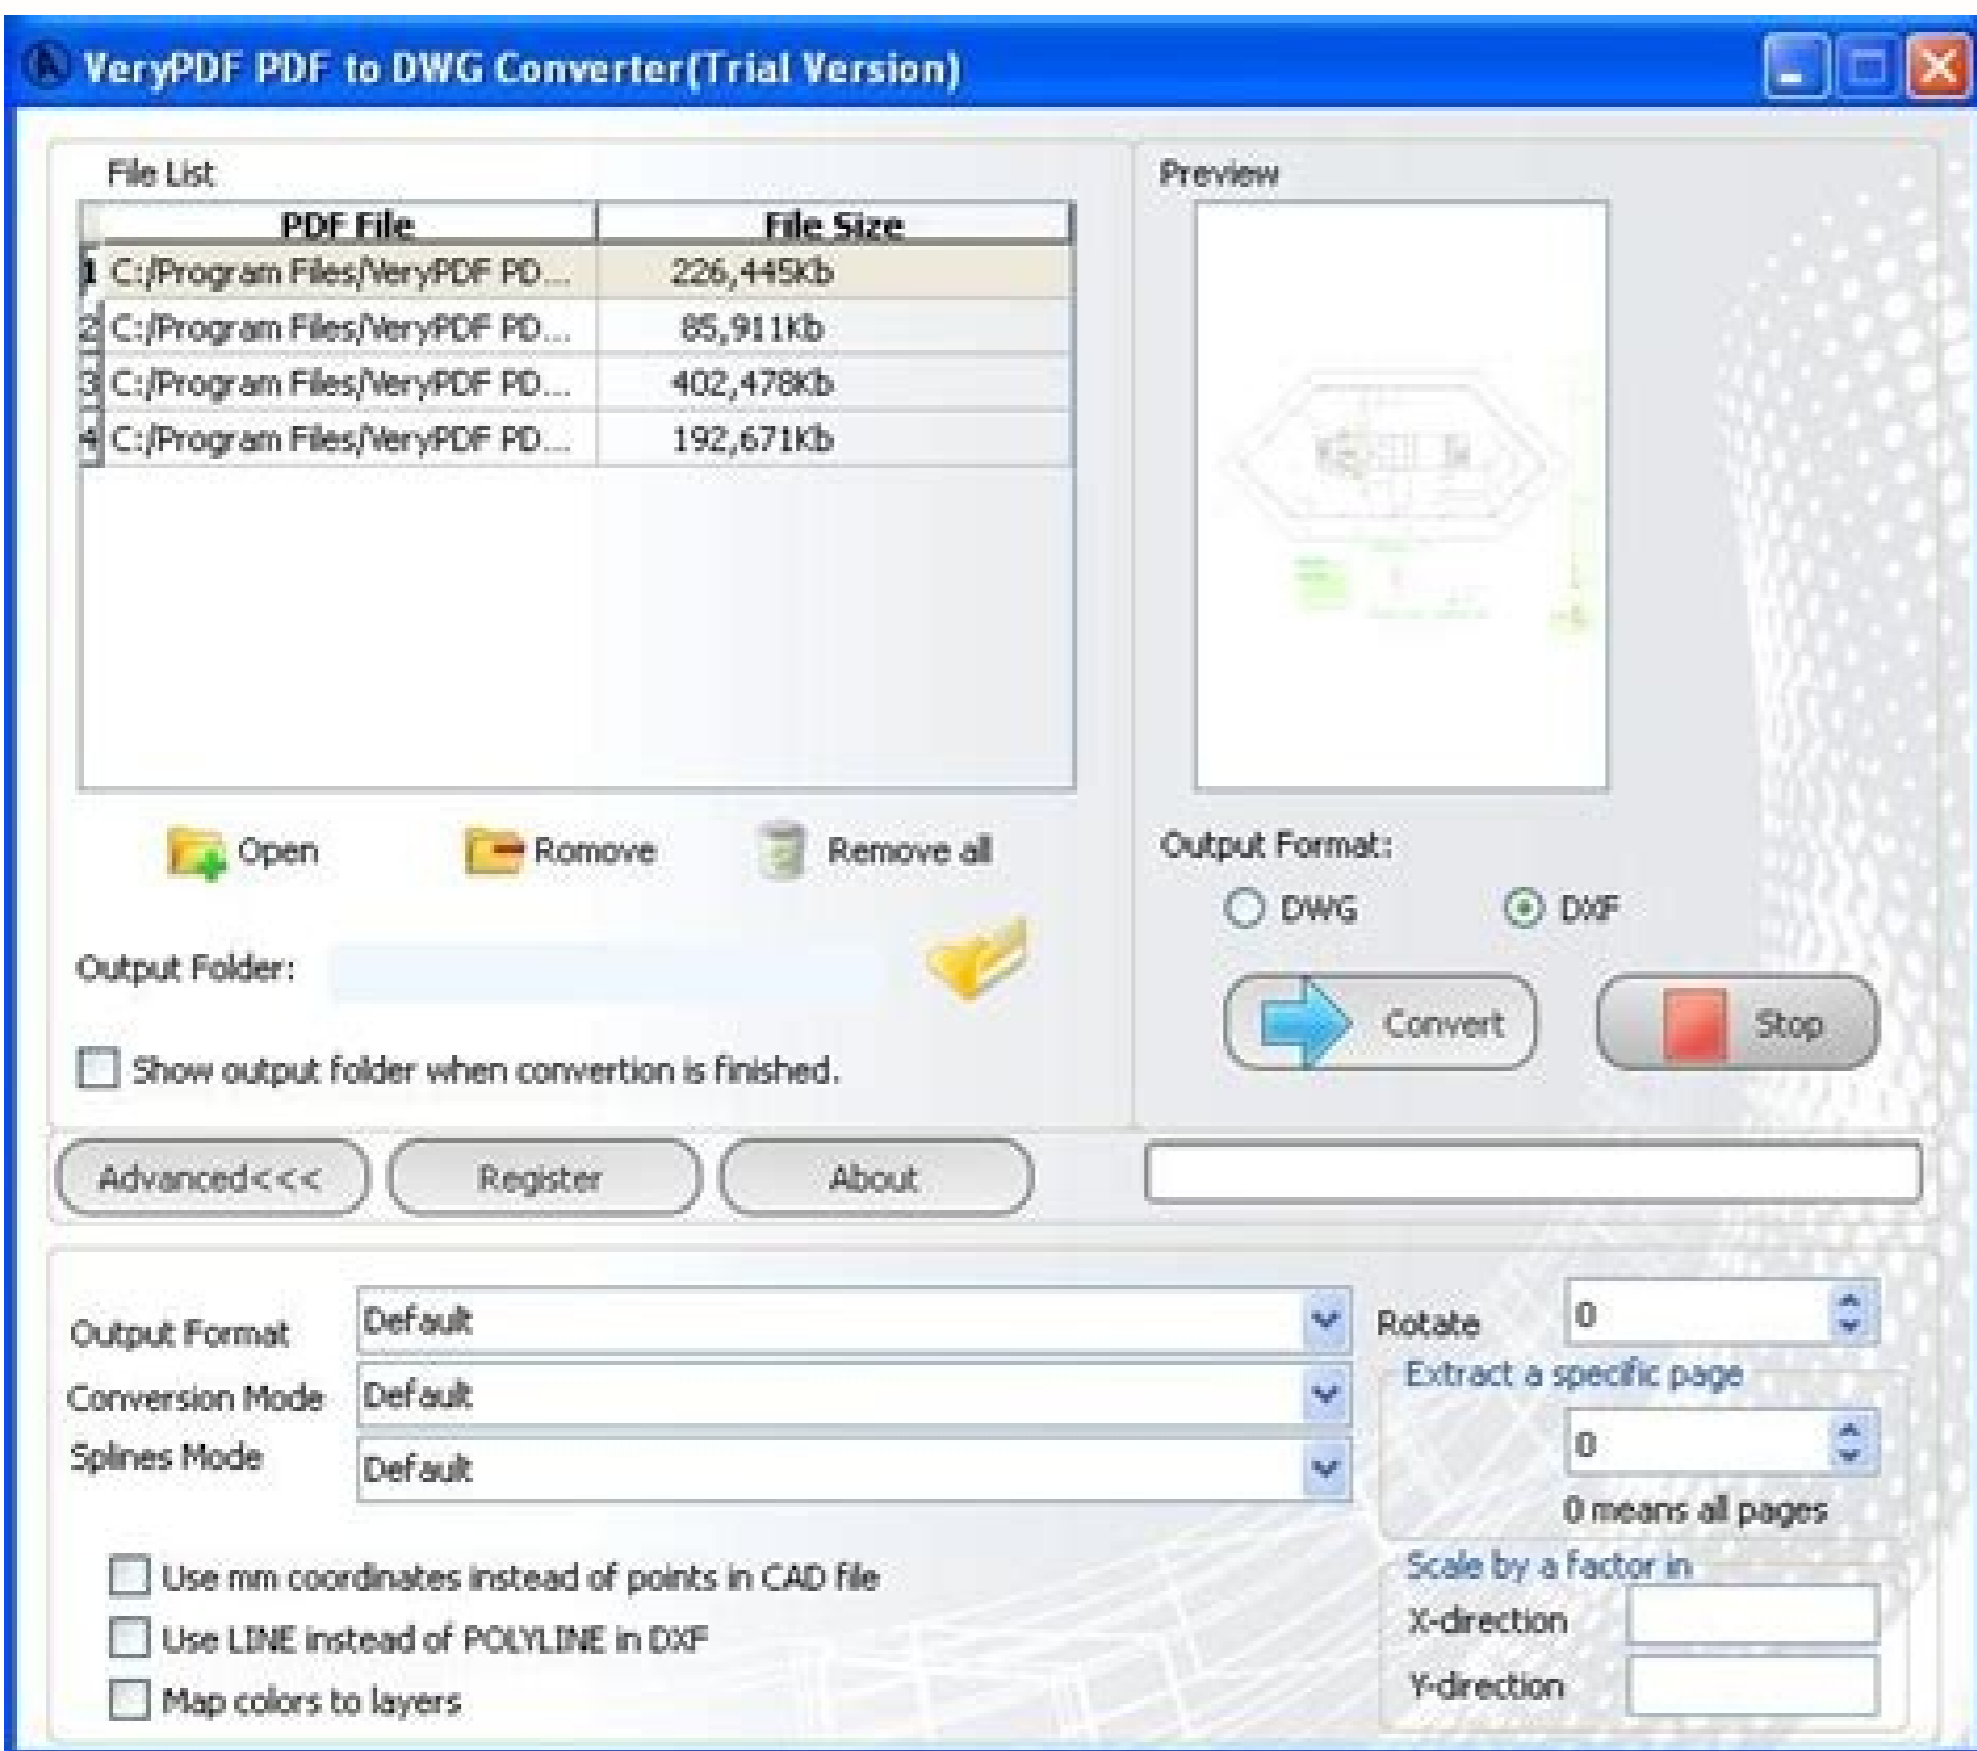 VeryPDF PDF to DWG Converter(Trial Version)
File List
PDF File File Size
1 C:/Program Files/VeryPDF PD... 226,445Kb
2 C:/Program Files/VeryPDF PD... 85,911Kb
3 C:/Program Files/VeryPDF PD... 402,478Kb
4 C:/Program Files/VeryPDF PD... 192,671Kb
Open Romove Remove all
Output Folder:
Show output folder when convertion is finished.
Preview
Output Format:
DWG DXF
Convert Stop
Advanced<<< Register About
Output Format Default
Conversion Mode Default
Splines Mode Default
Use mm coordinates instead of points in CAD file
Use LINE instead of POLYLINE in DXF
Map colors to layers
Rotate 0
Extract a specific page
0
0 means all pages
Scale by a factor in
X-direction
Y-direction